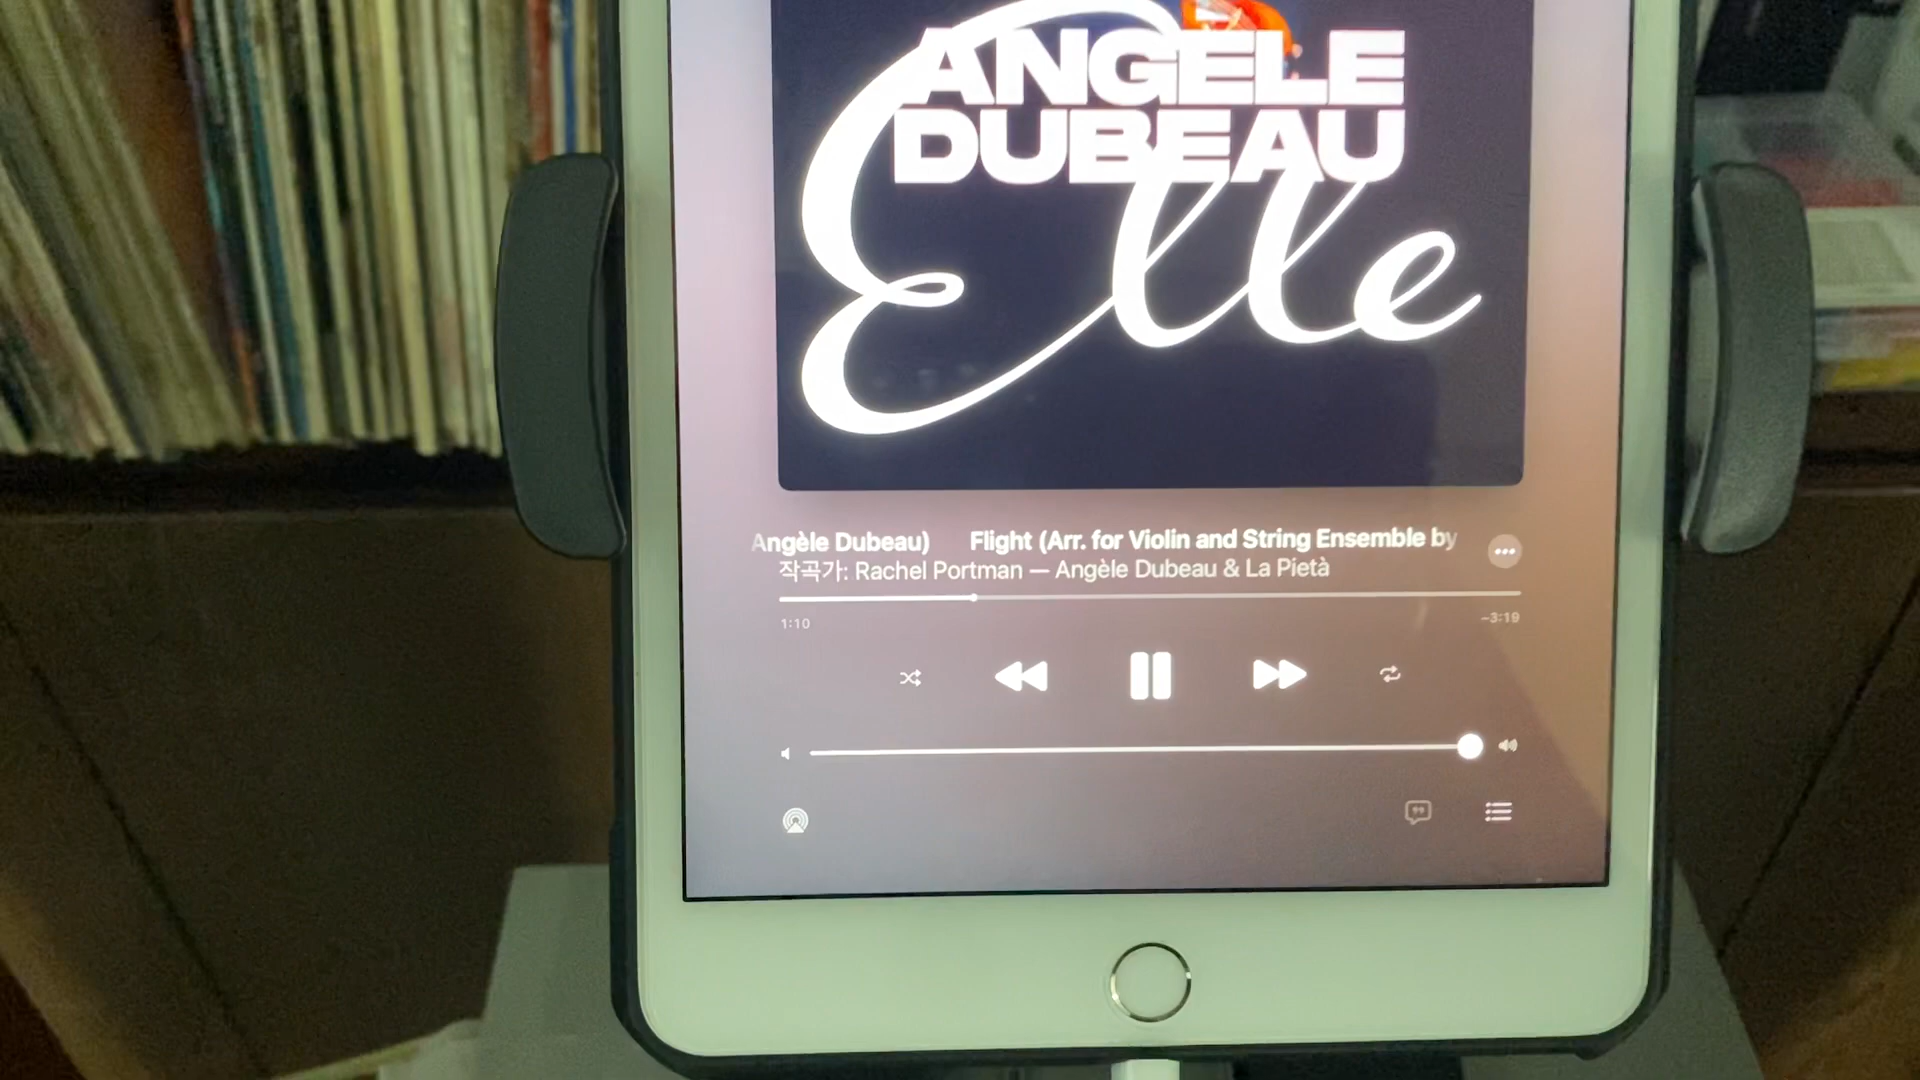 ANGÈLE
DUBEAU
Elle
Angèle Dubeau) Flight (Arr. for Violin and String Ensemble by
작곡가: Rachel Portman — Angèle Dubeau & La Pietà
1:10 -3:19